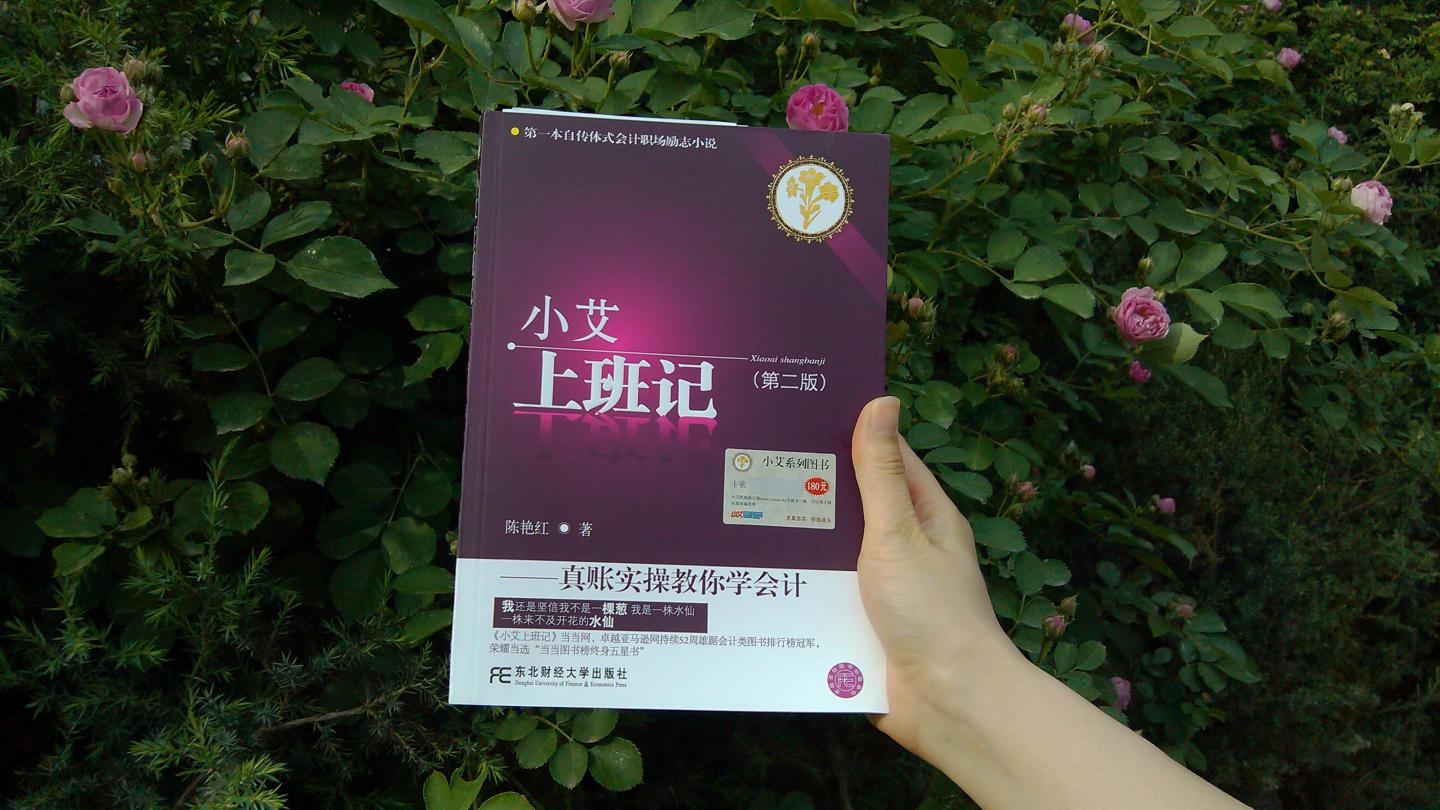 第一本自传体式会计职场励志小说
小艾
Xiaoai shangbanji
上班记
（第二版）
小艾系列图书
卡密
180元
陈艳红 著
——真账实操教你学会计
我还是坚信我不是一棵葱 我是一株水仙
一株来不及开花的水仙
《小艾上班记》当当网、卓越亚马逊网持续52周雄踞会计类图书排行榜冠军，
荣耀当选“当当图书榜终身五星书”
东北财经大学出版社
Dongbei University of Finance & Economics Press